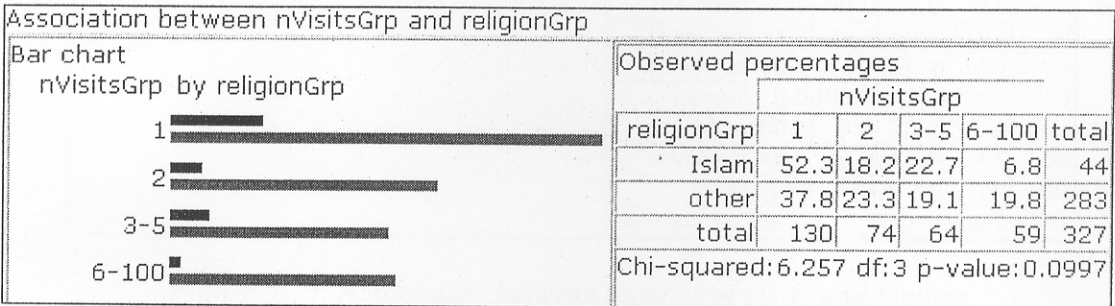 Association between nVisitsGrp and religionGrp
Bar chart
nVisitsGrp by religionGrp
1
2
3-5
6-100
Observed percentages
nVisitsGrp
religionGrp 1 2 3-5 6-100 total
Islam 52.3 18.2 22.7 6.8 44
other 37.8 23.3 19.1 19.8 283
total 130 74 64 59 327
Chi-squared:6.257 df:3 p-value:0.0997